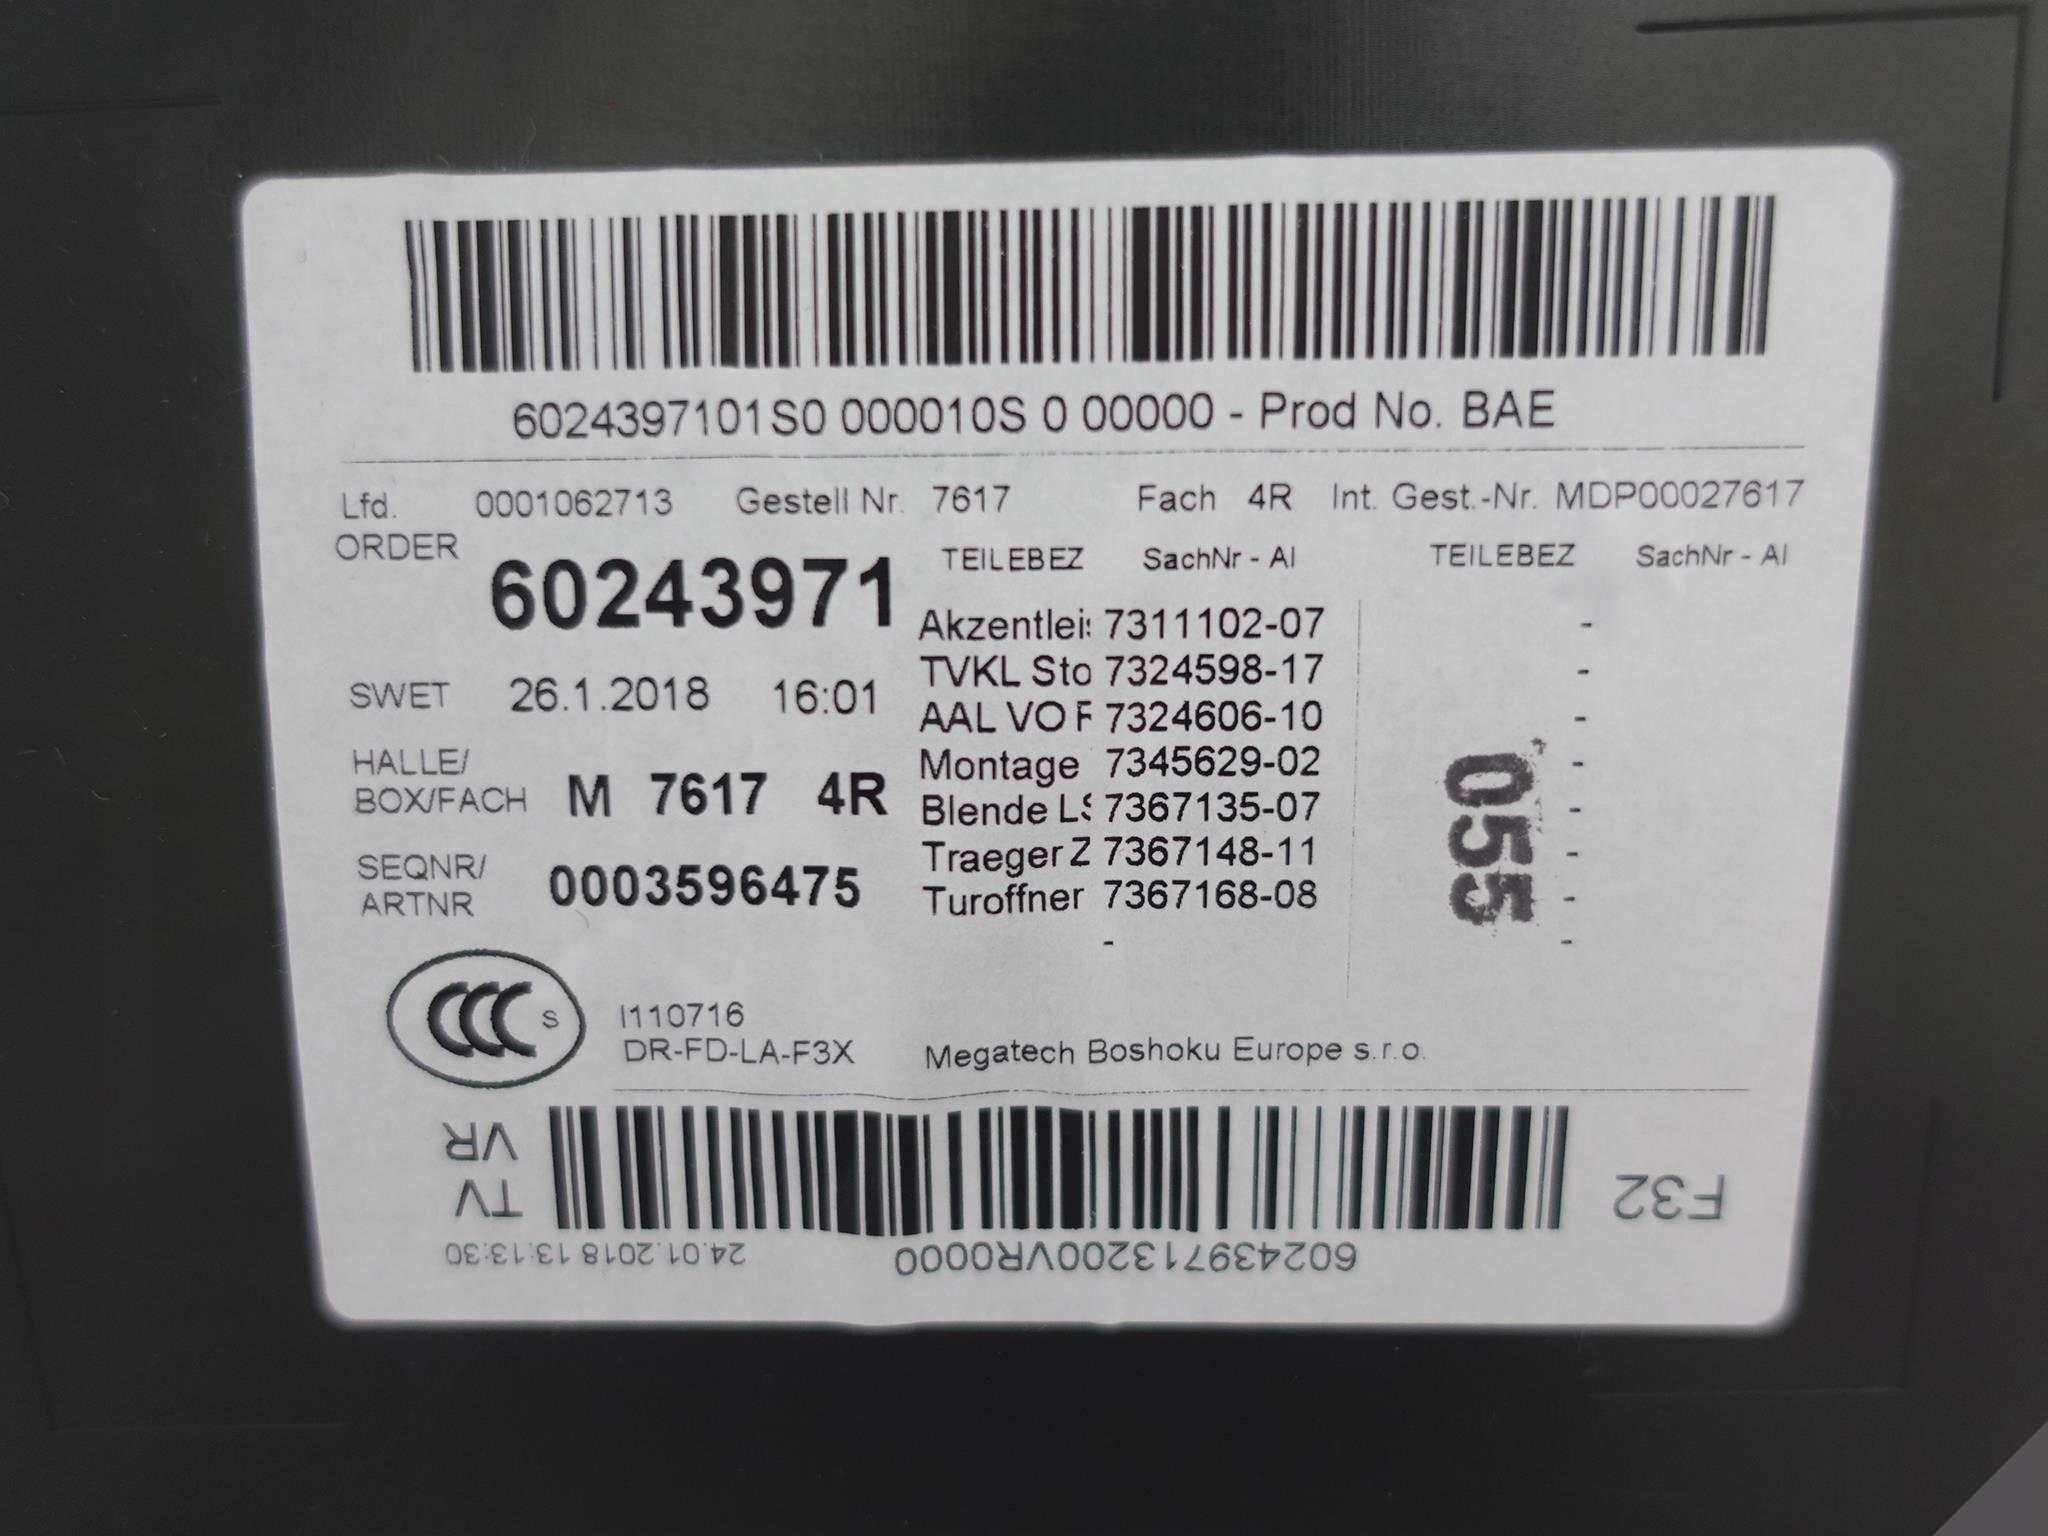 6024397101S0 000010S 0 00000 - Prod No. BAE
Lfd. 0001062713 Gestell Nr. 7617 Fach 4R Int. Gest.-Nr. MDP00027617
ORDER 60243971 TEILEBEZ SachNr - AI TEILEBEZ SachNr - AI
Akzentleis 7311102-07 -
TVKL Sto 7324598-17 -
SWET 26.1.2018 16:01
AAL VO F 7324606-10 -
HALLE/
BOX/FACH M 7617 4R
Montage 7345629-02 -
Blende LS 7367135-07 -
SEQNR/
ARTNR 0003596475
Traeger Z 7367148-11 -
Turoffner 7367168-08 -
- -
055
CCC S
I110716
DR-FD-LA-F3X Megatech Boshoku Europe s.r.o.
F32
TV
VR
602439713200VR0000 24.01.2018 13:13:30